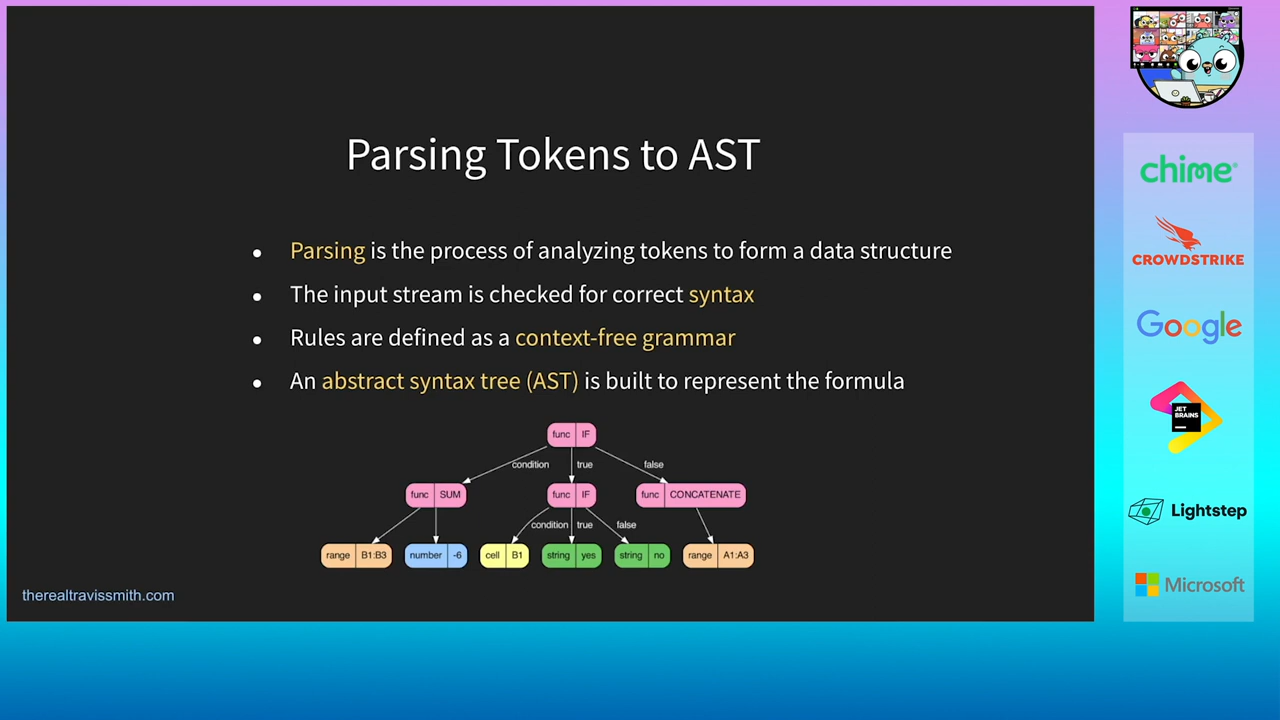 Parsing Tokens to AST
Parsing is the process of analyzing tokens to form a data structure
The input stream is checked for correct syntax
Rules are defined as a context-free grammar
An abstract syntax tree (AST) is built to represent the formula
func IF
condition true false
func SUM func IF func CONCATENATE
condition true false
range B1:B3 number -6 cell B1 string yes string no range A1:A3
therealtravissmith.com
chime®
CROWDSTRIKE
Google
JET
BRAINS
Lightstep
Microsoft